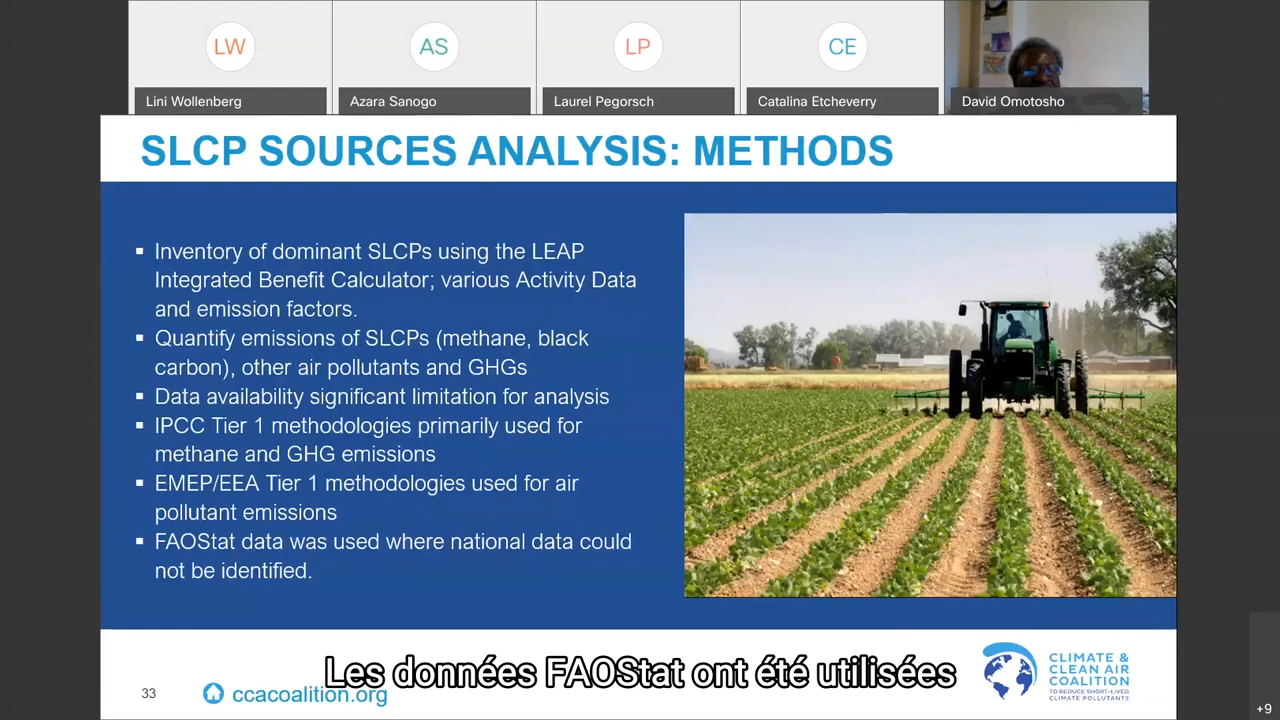 LW
AS
LP
CE
Lini Wollenberg
Azara Sanogo
Laurel Pegorsch
Catalina Etcheverry
David Omotosho
SLCP SOURCES ANALYSIS: METHODS
▪ Inventory of dominant SLCPs using the LEAP
Integrated Benefit Calculator; various Activity Data
and emission factors.
▪ Quantify emissions of SLCPs (methane, black
carbon), other air pollutants and GHGs
▪ Data availability significant limitation for analysis
▪ IPCC Tier 1 methodologies primarily used for
methane and GHG emissions
▪ EMEP/EEA Tier 1 methodologies used for air
pollutant emissions
▪ FAOStat data was used where national data could
not be identified.
Les données FAOStat ont été utilisées
33
ccacoalition.org
CLIMATE &
CLEAN AIR
COALITION
TO REDUCE SHORT-LIVED
CLIMATE POLLUTANTS
+9